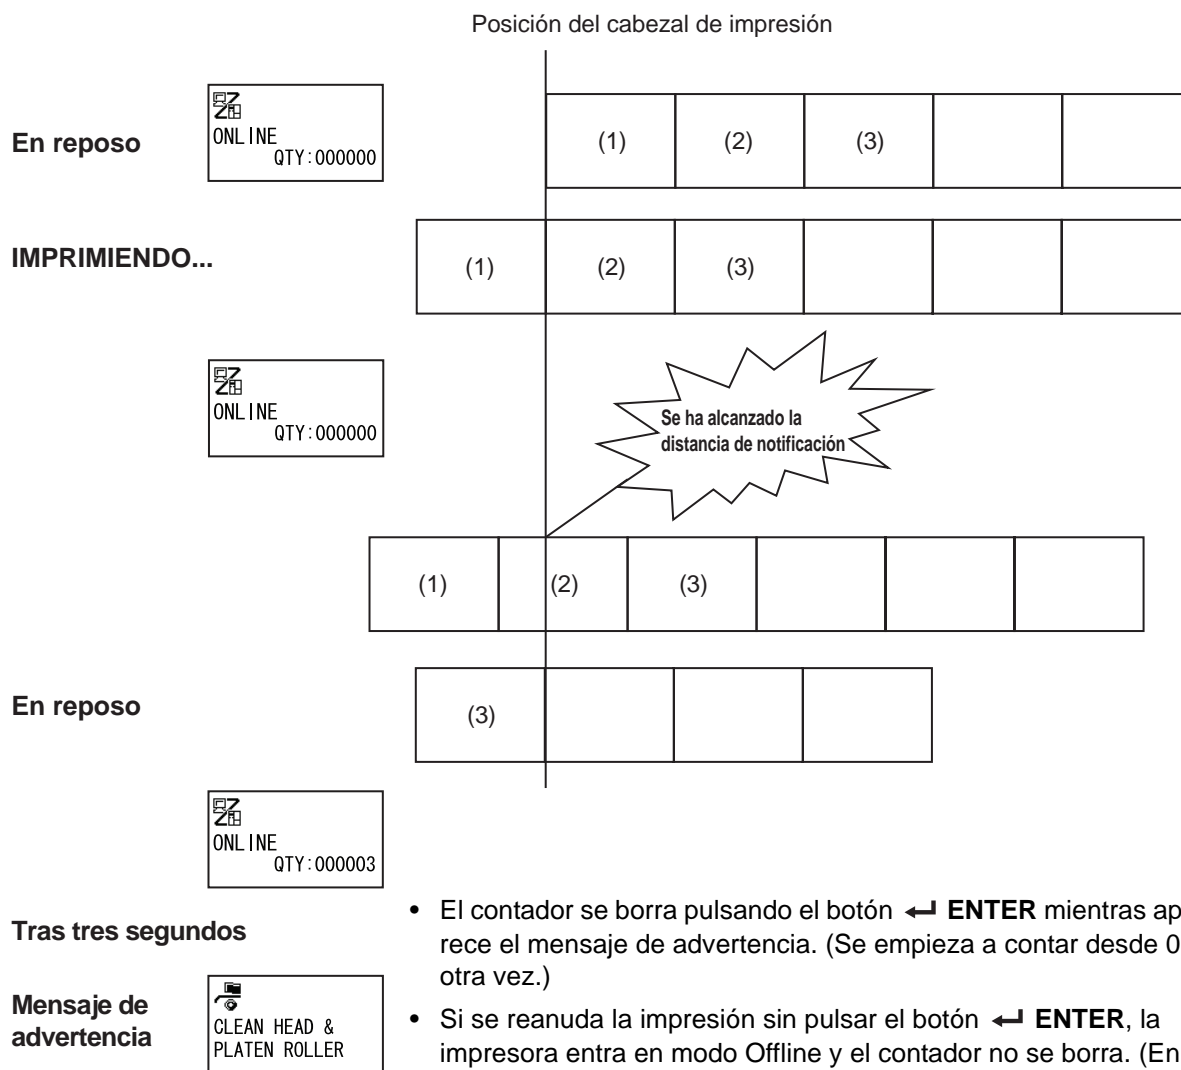 Posición del cabezal de impresión
En reposo
ONLINE
QTY:000000
(1) (2) (3)
IMPRIMIENDO...
(1) (2) (3)
ONLINE
QTY:000000
Se ha alcanzado la
distancia de notificación
(1) (2) (3)
En reposo
(3)
ONLINE
QTY:000003
Tras tres segundos
• El contador se borra pulsando el botón ↵ ENTER mientras ap
rece el mensaje de advertencia. (Se empieza a contar desde 0
otra vez.)
Mensaje de
advertencia
CLEAN HEAD &
PLATEN ROLLER
• Si se reanuda la impresión sin pulsar el botón ↵ ENTER, la
impresora entra en modo Offline y el contador no se borra. (En